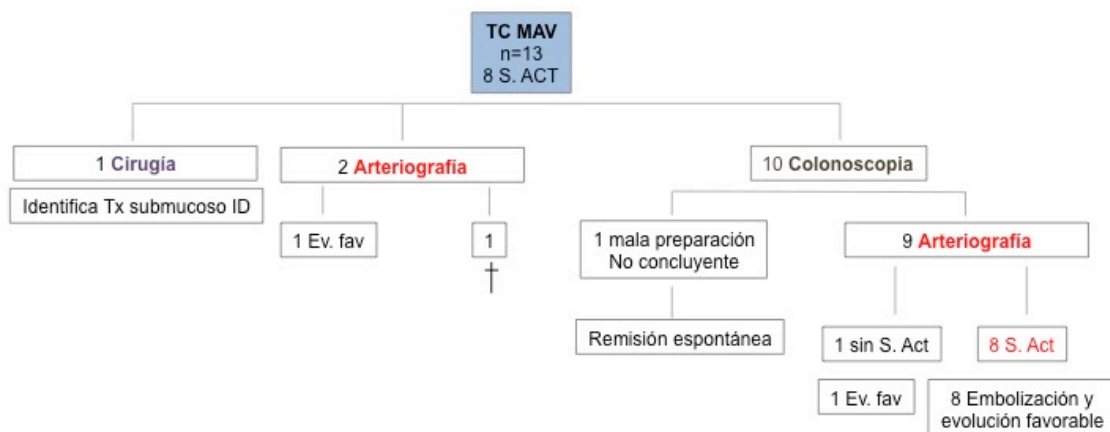 TC MAV
n=13
8 S. ACT
1 Cirugía
2 Arteriografía
10 Colonoscopia
Identifica Tx submucoso ID
1 Ev. fav
1
†
1 mala preparación
No concluyente
9 Arteriografía
Remisión espontánea
1 sin S. Act
8 S. Act
1 Ev. fav
8 Embolización y
evolución favorable